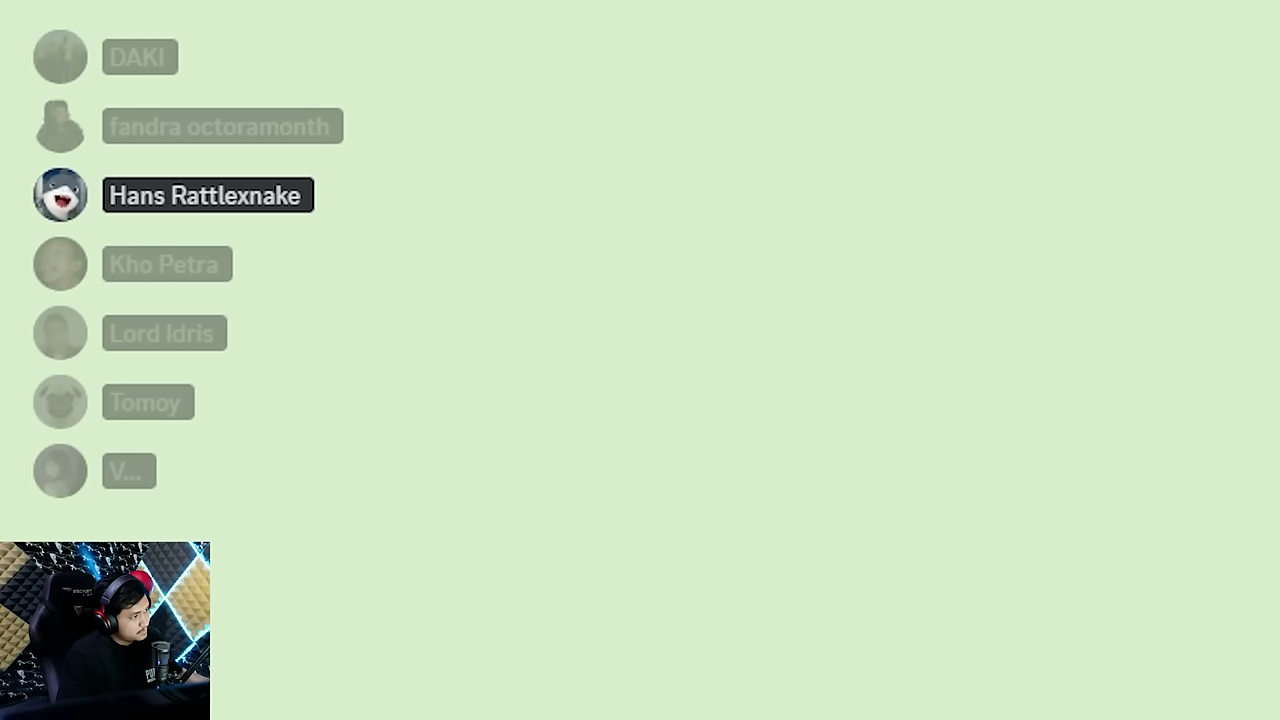 DAKI
fandra octoramonth
Hans Rattlexnake
Kho Petra
Lord Idris
Tomoy
V...